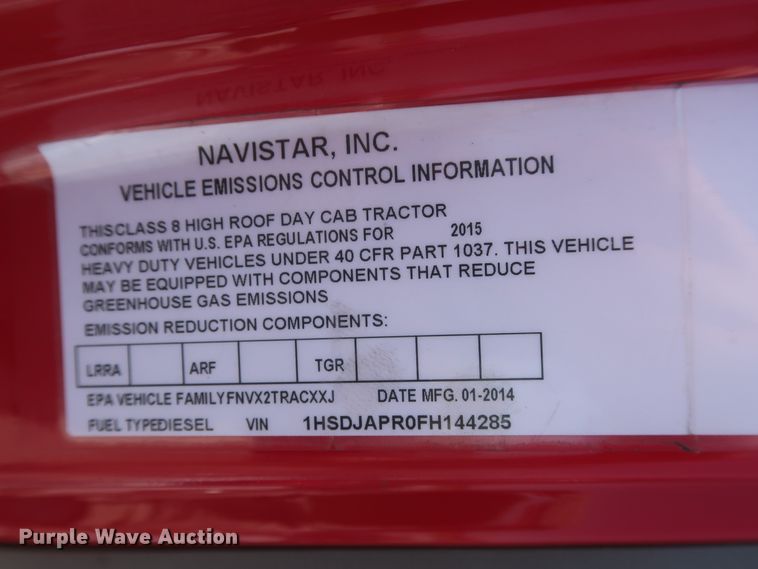 NAVISTAR, INC.
VEHICLE EMISSIONS CONTROL INFORMATION
THISCLASS 8 HIGH ROOF DAY CAB TRACTOR
CONFORMS WITH U.S. EPA REGULATIONS FOR 2015
HEAVY DUTY VEHICLES UNDER 40 CFR PART 1037. THIS VEHICLE
MAY BE EQUIPPED WITH COMPONENTS THAT REDUCE
GREENHOUSE GAS EMISSIONS
EMISSION REDUCTION COMPONENTS:
LRRA ARF TGR
EPA VEHICLE FAMILYFNVX2TRACXXJ DATE MFG. 01-2014
FUEL TYPEDIESEL VIN 1HSDJAPR0FH144285
Purple Wave Auction